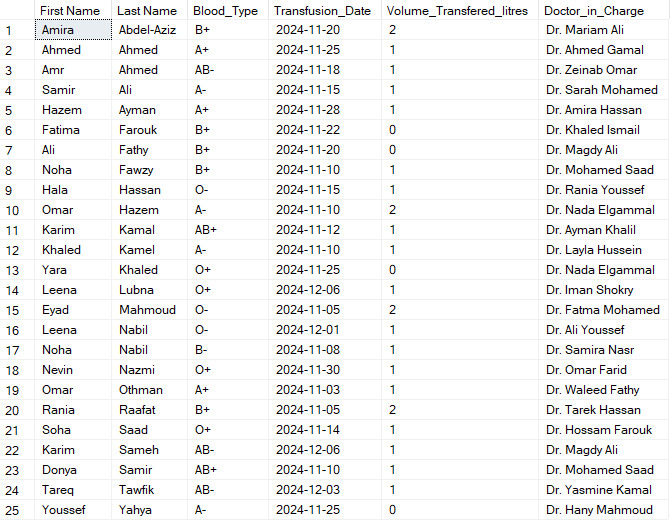 First Name Last Name Blood_Type Transfusion_Date Volume_Transfered_litres Doctor_in_Charge
1 Amira Abdel-Aziz B+ 2024-11-20 2 Dr. Mariam Ali
2 Ahmed Ahmed A+ 2024-11-25 1 Dr. Ahmed Gamal
3 Amr Ahmed AB- 2024-11-18 1 Dr. Zeinab Omar
4 Samir Ali A- 2024-11-15 1 Dr. Sarah Mohamed
5 Hazem Ayman A+ 2024-11-28 1 Dr. Amira Hassan
6 Fatima Farouk B+ 2024-11-22 0 Dr. Khaled Ismail
7 Ali Fathy B+ 2024-11-20 0 Dr. Magdy Ali
8 Noha Fawzy B+ 2024-11-10 1 Dr. Mohamed Saad
9 Hala Hassan O- 2024-11-15 1 Dr. Rania Youssef
10 Omar Hazem A- 2024-11-10 2 Dr. Nada Elgammal
11 Karim Kamal AB+ 2024-11-12 1 Dr. Ayman Khalil
12 Khaled Kamel A- 2024-11-10 1 Dr. Layla Hussein
13 Yara Khaled O+ 2024-11-25 0 Dr. Nada Elgammal
14 Leena Lubna O+ 2024-12-06 1 Dr. Iman Shokry
15 Eyad Mahmoud O- 2024-11-05 2 Dr. Fatma Mohamed
16 Leena Nabil O- 2024-12-01 1 Dr. Ali Youssef
17 Noha Nabil B- 2024-11-08 1 Dr. Samira Nasr
18 Nevin Nazmi O+ 2024-11-30 1 Dr. Omar Farid
19 Omar Othman A+ 2024-11-03 1 Dr. Waleed Fathy
20 Rania Raafat B+ 2024-11-05 2 Dr. Tarek Hassan
21 Soha Saad O+ 2024-11-14 1 Dr. Hossam Farouk
22 Karim Sameh AB- 2024-12-06 1 Dr. Magdy Ali
23 Donya Samir AB+ 2024-11-10 1 Dr. Mohamed Saad
24 Tareq Tawfik AB- 2024-12-03 1 Dr. Yasmine Kamal
25 Youssef Yahya A- 2024-11-25 0 Dr. Hany Mahmoud